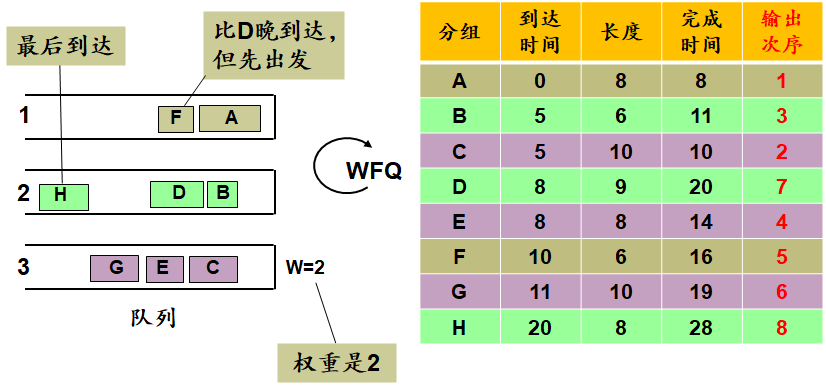 最后到达
比D晚到达，
但先出发
1
F
A
2
H
D
B
WFQ
3
G
E
C
W=2
队列
权重是2
分组 到达时间 长度 完成时间 输出次序
A 0 8 8 1
B 5 6 11 3
C 5 10 10 2
D 8 9 20 7
E 8 8 14 4
F 10 6 16 5
G 11 10 19 6
H 20 8 28 8